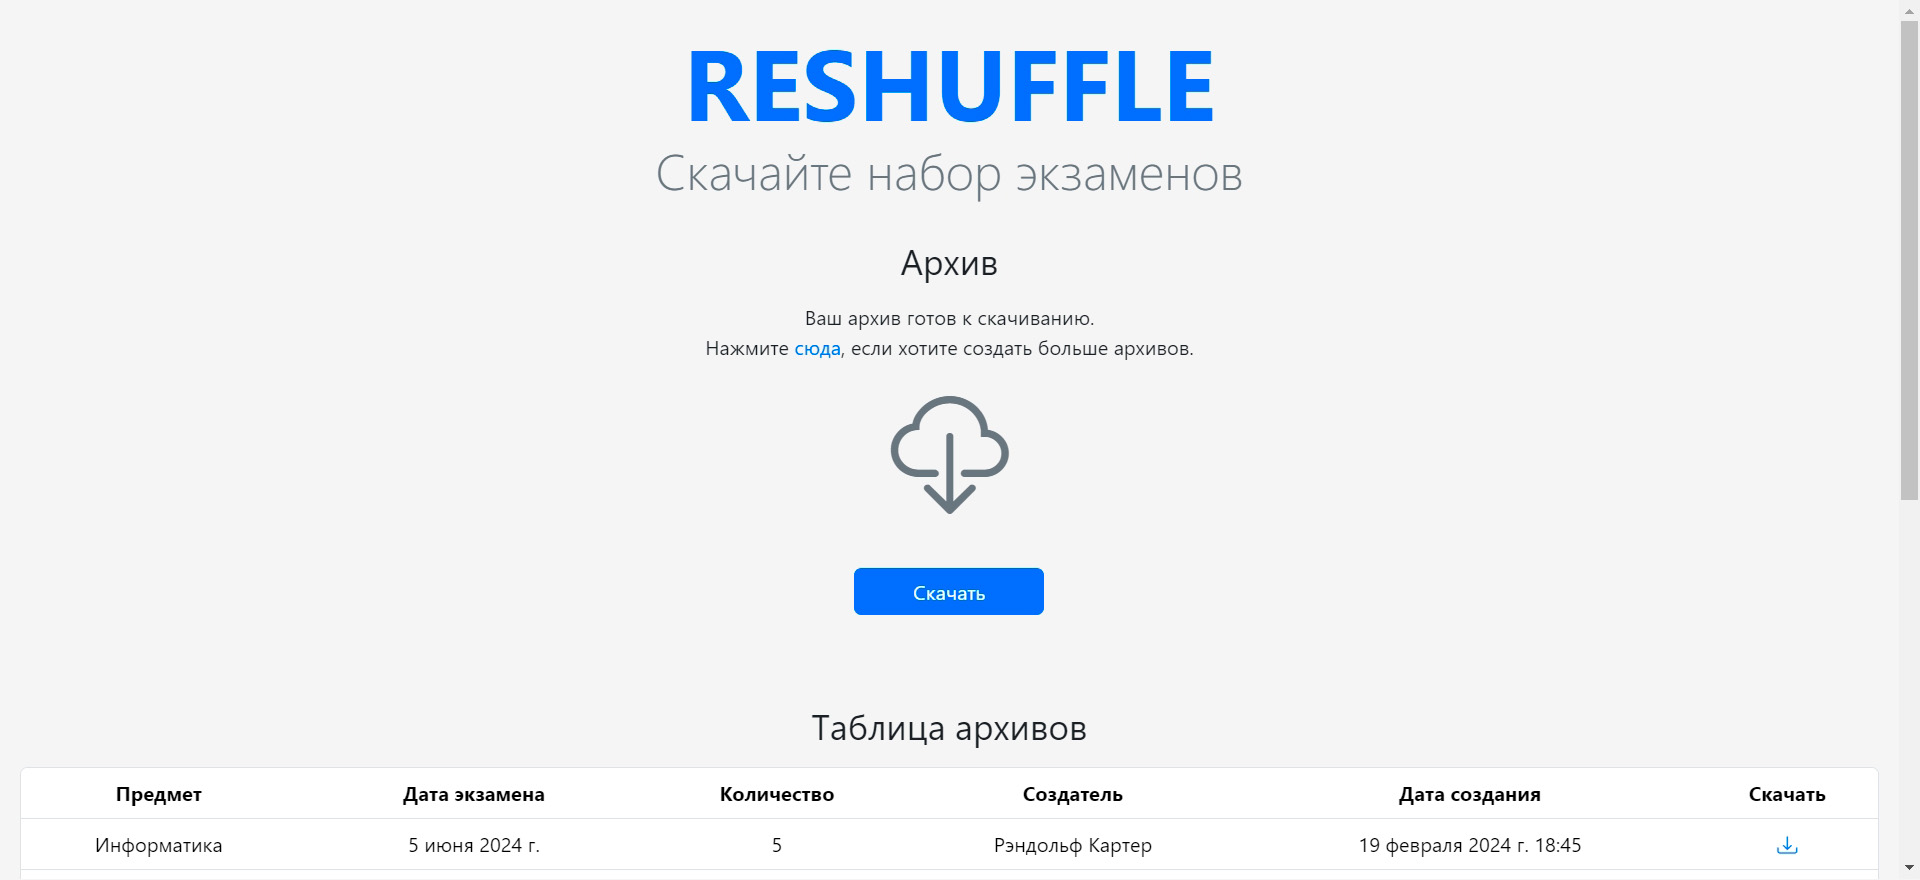 RESHUFFLE
Скачайте набор экзаменов
Архив
Ваш архив готов к скачиванию.
Нажмите сюда, если хотите создать больше архивов.
Скачать
Таблица архивов
Предмет Дата экзамена Количество Создатель Дата создания Скачать
Информатика 5 июня 2024 г. 5 Рэндольф Картер 19 февраля 2024 г. 18:45